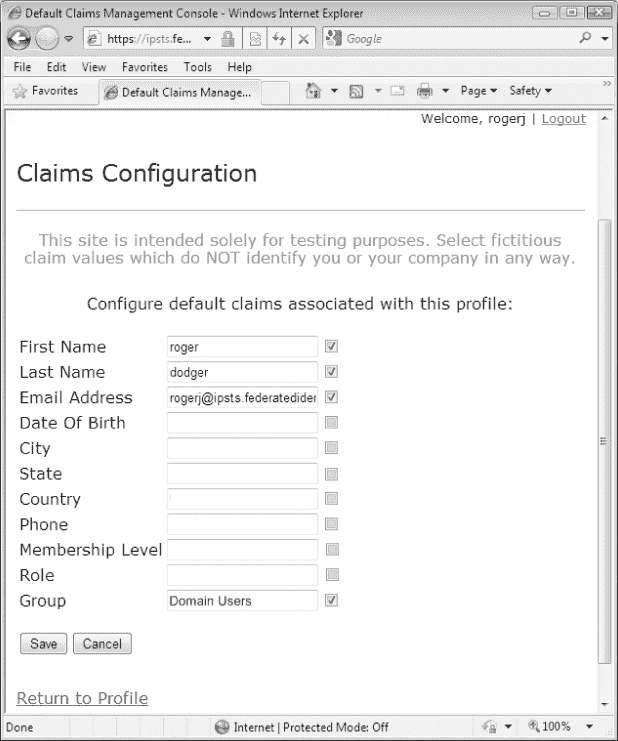 Default Claims Management Console - Windows Internet Explorer
https://ipsts.fe...
Google
File Edit View Favorites Tools Help
Favorites Default Claims Manage... Page Safety
Welcome, rogerj | Logout
Claims Configuration
This site is intended solely for testing purposes. Select fictitious
claim values which do NOT identify you or your company in any way.
Configure default claims associated with this profile:
First Name roger
Last Name dodger
Email Address rogerj@ipsts.federatedider
Date Of Birth
City
State
Country
Phone
Membership Level
Role
Group Domain Users
Save Cancel
Return to Profile
Done Internet | Protected Mode: Off 100%